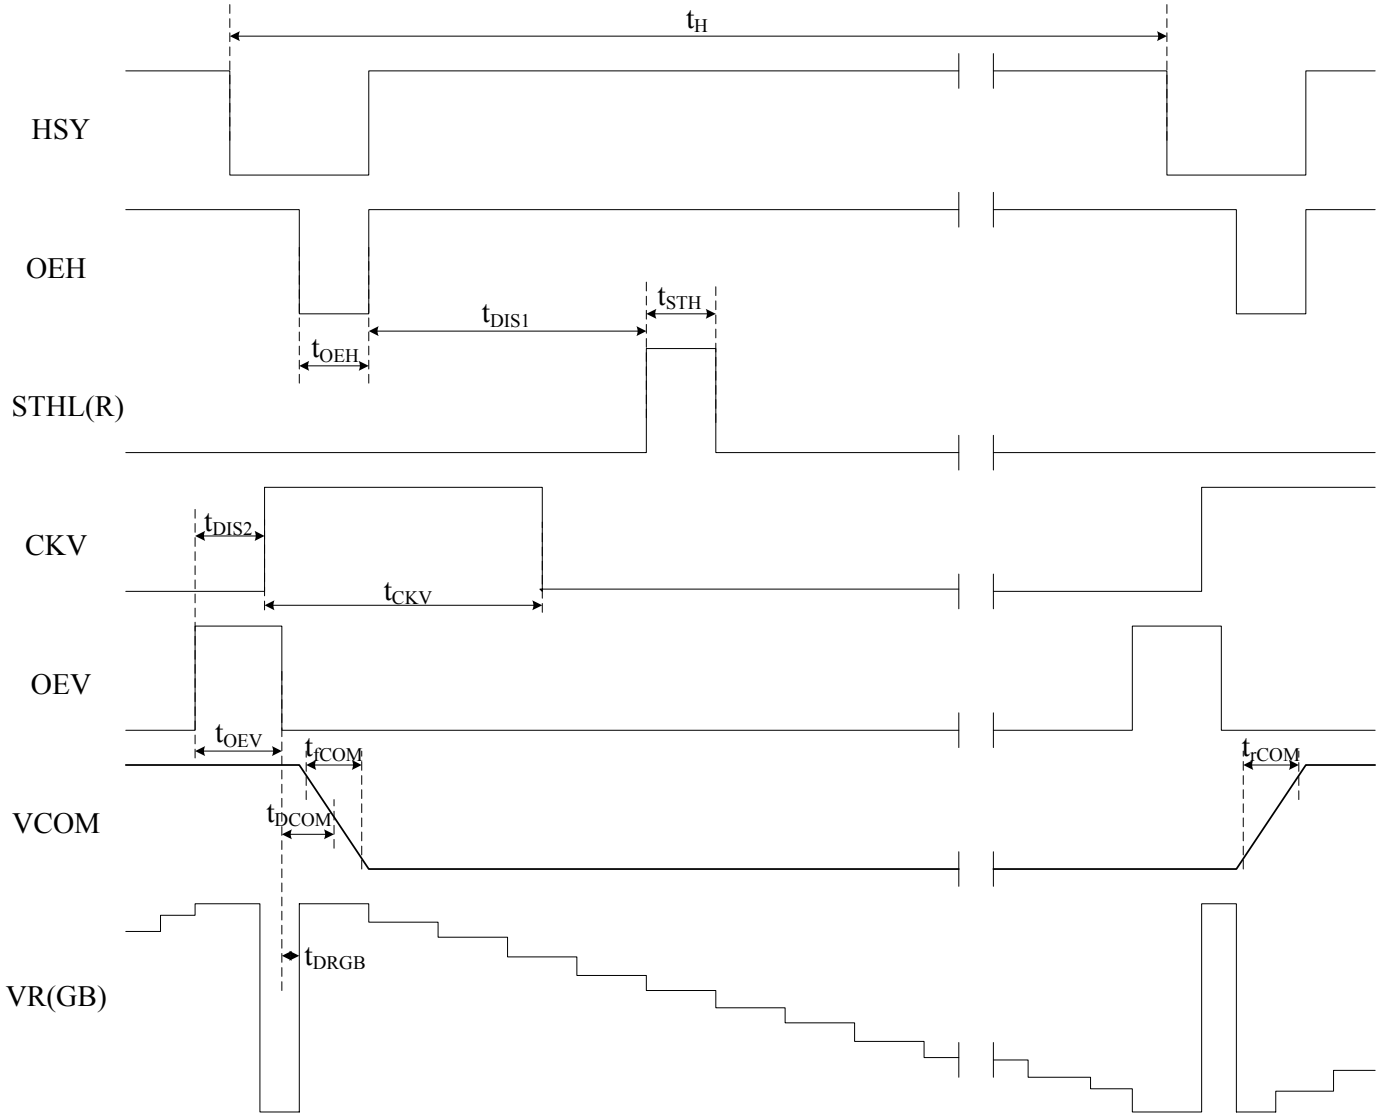 tH
HSY
OEH
tSTH
tDIS1
tOEH
STHL(R)
tDIS2
CKV
tCKV
OEV
tOEV
tfCOM
trCOM
tDCOM
VCOM
tDRGB
VR(GB)